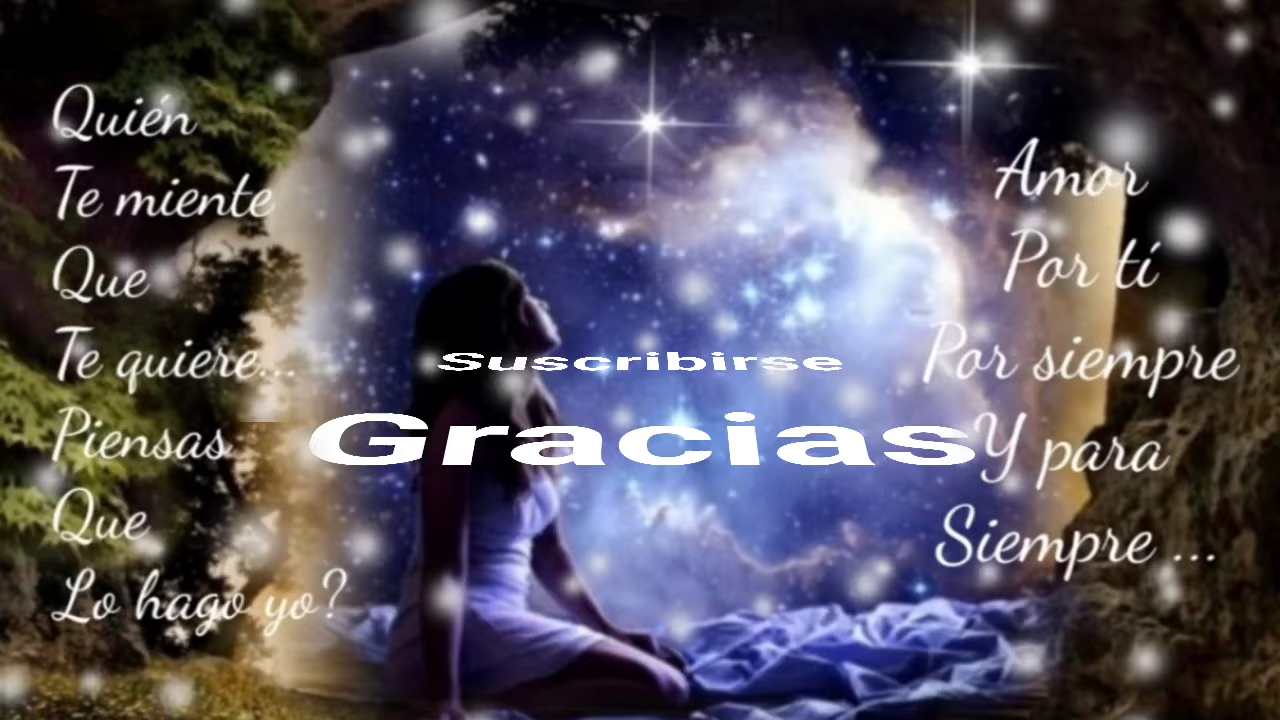 Quién
Te miente
Que
Te quiere...
Piensas
Que
Lo hago yo?
Suscribirse
Gracias
Amor
Por tí
Por siempre
Y para
Siempre ...